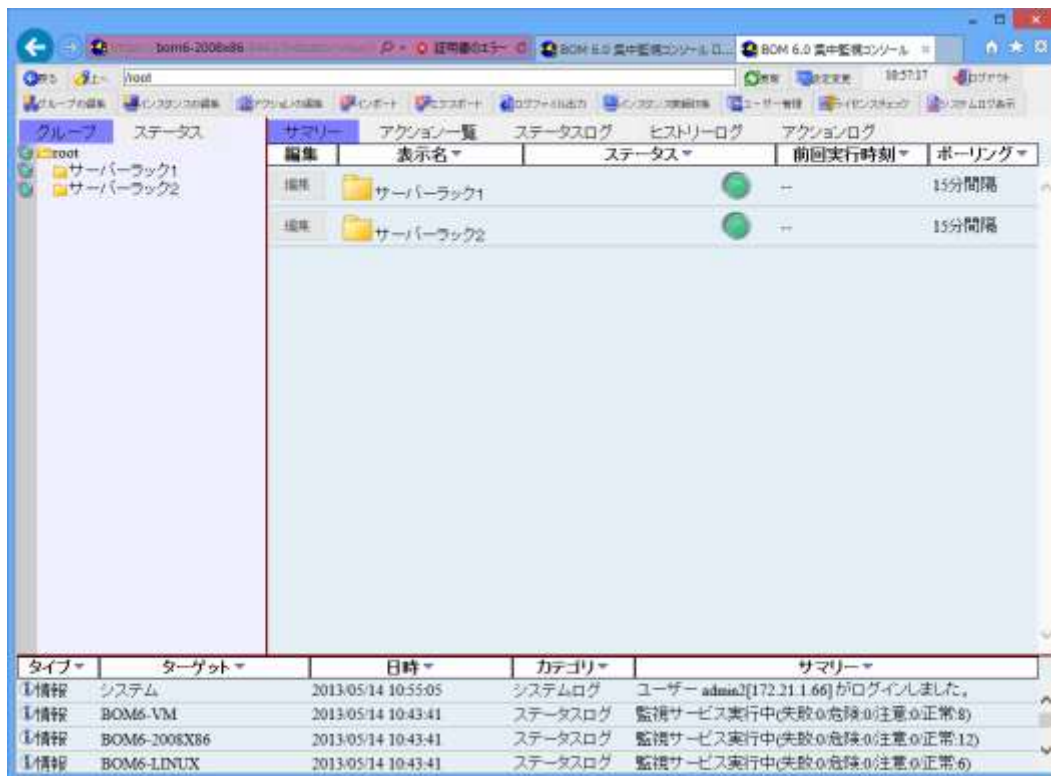 bom6-2008x86
証明書のエラー
BOM 6.0 集中監視コンソール ロ...
BOM 6.0 集中監視コンソール
戻る
上へ
/root
更新
設定変更
10:57:17
ログアウト
グループの編集
インスタンスの編集
アクションの編集
インポート
エクスポート
ログファイル出力
ユーザー管理
ライセンスチェック
システムログ表示
グループ
ステータス
サマリー
アクション一覧
ステータスログ
ヒストリーログ
アクションログ
root
サーバーラック1
サーバーラック2
編集
表示名
ステータス
前回実行時刻
ポーリング
編集 サーバーラック1 -- 15分間隔
編集 サーバーラック2 -- 15分間隔
タイプ ターゲット 日時 カテゴリ サマリー
情報 システム 2013/05/14 10:55:05 システムログ ユーザー admin2[172.21.1.66] がログインしました。
情報 BOM6-VM 2013/05/14 10:43:41 ステータスログ 監視サービス実行中(失敗:0/危険:0/注意:0/正常:8)
情報 BOM6-2008X86 2013/05/14 10:43:41 ステータスログ 監視サービス実行中(失敗:0/危険:0/注意:0/正常:12)
情報 BOM6-LINUX 2013/05/14 10:43:41 ステータスログ 監視サービス実行中(失敗:0/危険:0/注意:0/正常:6)